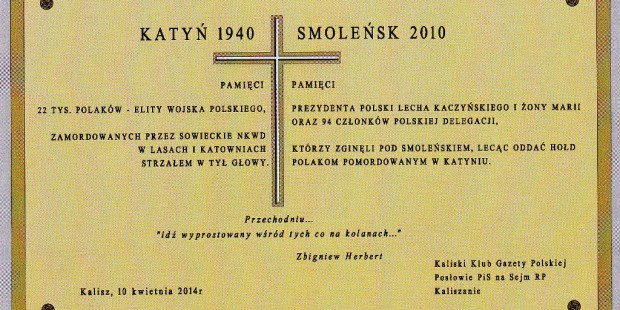 KATYŃ 1940
PAMIĘCI
22 TYS. POLAKÓW - ELITY WOJSKA POLSKIEGO,
ZAMORDOWANYCH PRZEZ SOWIECKIE NKWD
W LASACH I KATOWNIACH
STRZAŁEM W TYŁ GŁOWY.
SMOLEŃSK 2010
PAMIĘCI
PREZYDENTA POLSKI LECHA KACZYŃSKIEGO I ŻONY MARII
ORAZ 94 CZŁONKÓW POLSKIEJ DELEGACJI,
KTÓRZY ZGINĘLI POD SMOLEŃSKIEM, LECĄC ODDAĆ HOŁD
POLAKOM POMORDOWANYM W KATYNIU.
Przechodniu...
"idź wyprostowany wśród tych co na kolanach..."
Zbigniew Herbert
Kalisz, 10 kwietnia 2014r
Kaliski Klub Gazety Polskiej
Posłowie PiS na Sejm RP
Kaliszanie